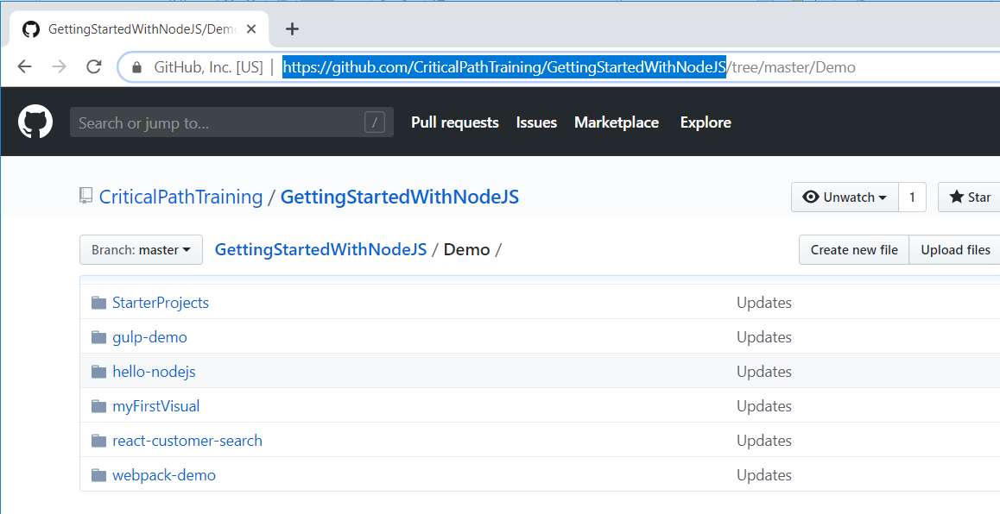 GettingStartedWithNodeJS/Dem
GitHub, Inc. [US] | https://github.com/CriticalPathTraining/GettingStartedWithNodeJS/tree/master/Demo
Search or jump to... / Pull requests Issues Marketplace Explore
CriticalPathTraining / GettingStartedWithNodeJS Unwatch 1 Star
Branch: master GettingStartedWithNodeJS / Demo / Create new file Upload files
StarterProjects Updates
gulp-demo Updates
hello-nodejs Updates
myFirstVisual Updates
react-customer-search Updates
webpack-demo Updates